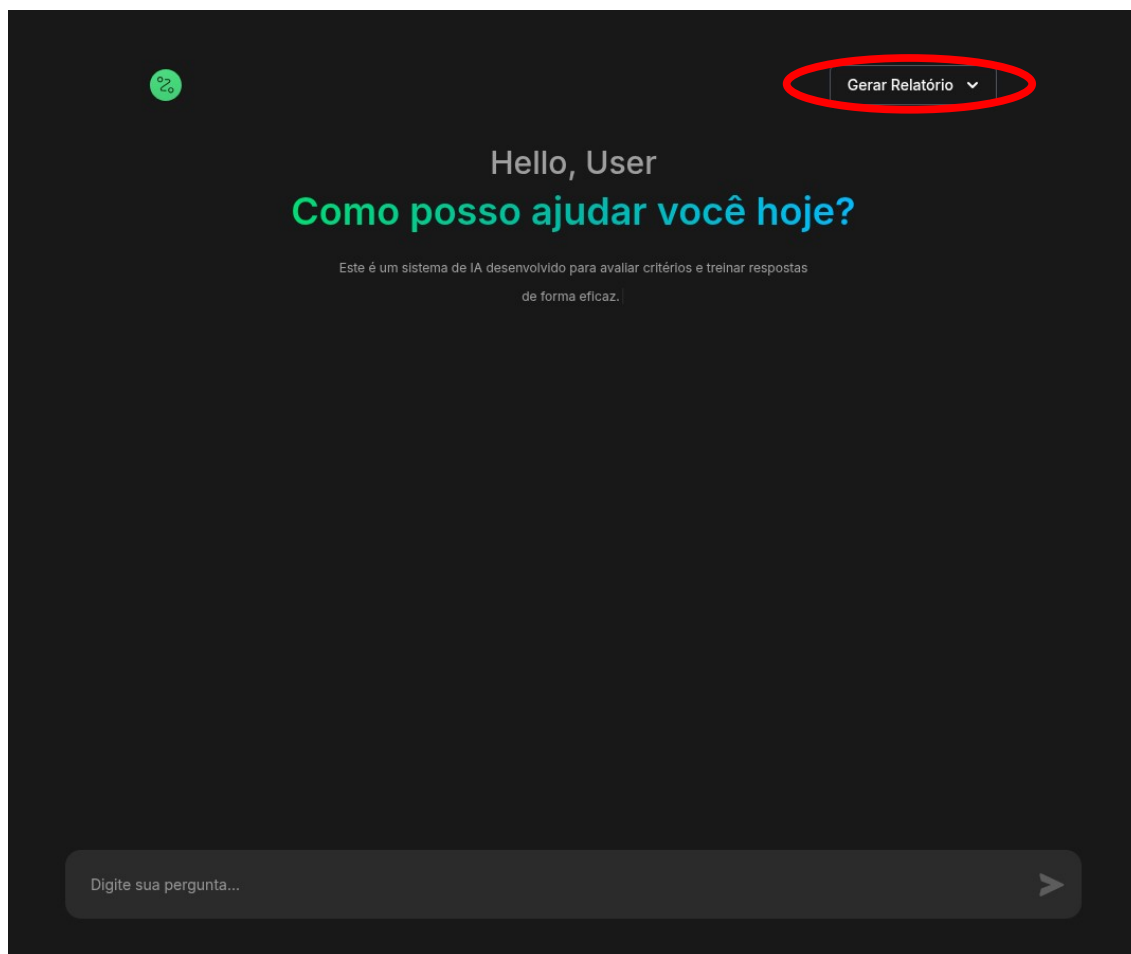 Gerar Relatório
Hello, User
Como posso ajudar você hoje?
Este é um sistema de IA desenvolvido para avaliar critérios e treinar respostas
de forma eficaz.
Digite sua pergunta...